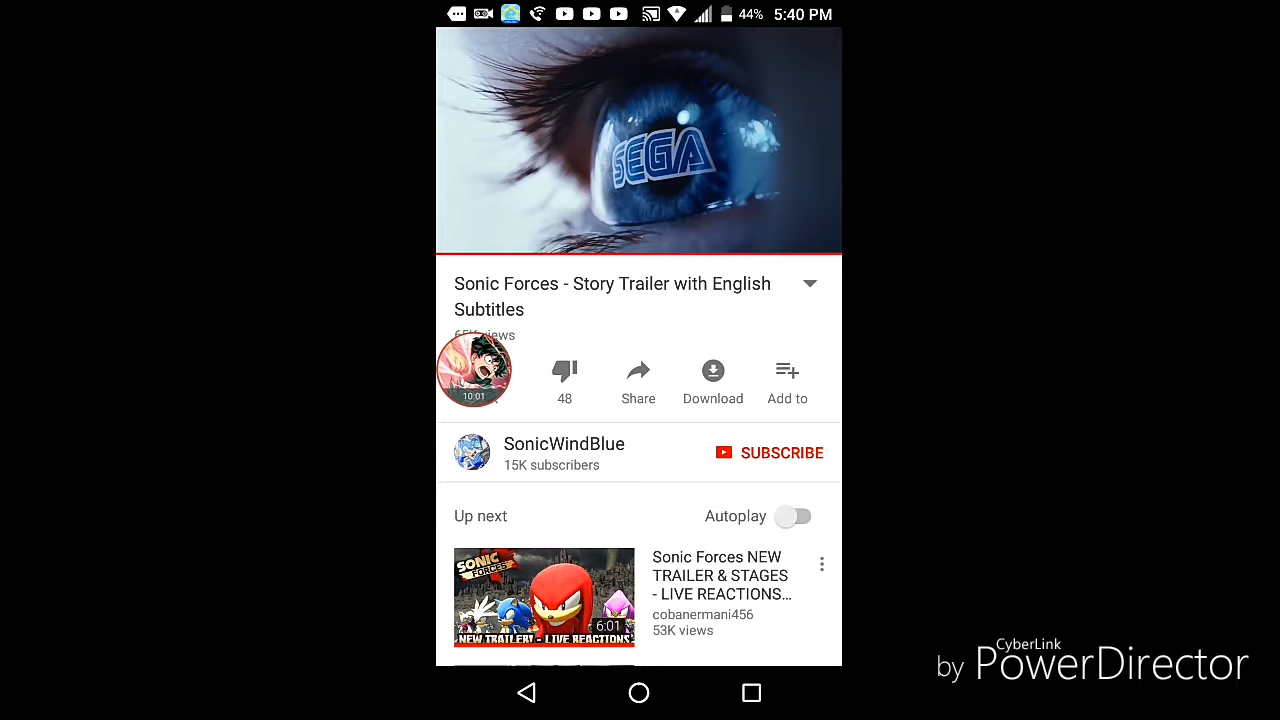 44% 5:40 PM
SEGA
Sonic Forces - Story Trailer with English
Subtitles
65K views
10:01
48
Share
Download
Add to
SonicWindBlue
15K subscribers
SUBSCRIBE
Up next
Autoplay
SONIC
FORCES
6:01
NEW TRAILER! - LIVE REACTIONS
Sonic Forces NEW
TRAILER & STAGES
- LIVE REACTIONS...
cobanermani456
53K views
CyberLink
by PowerDirector